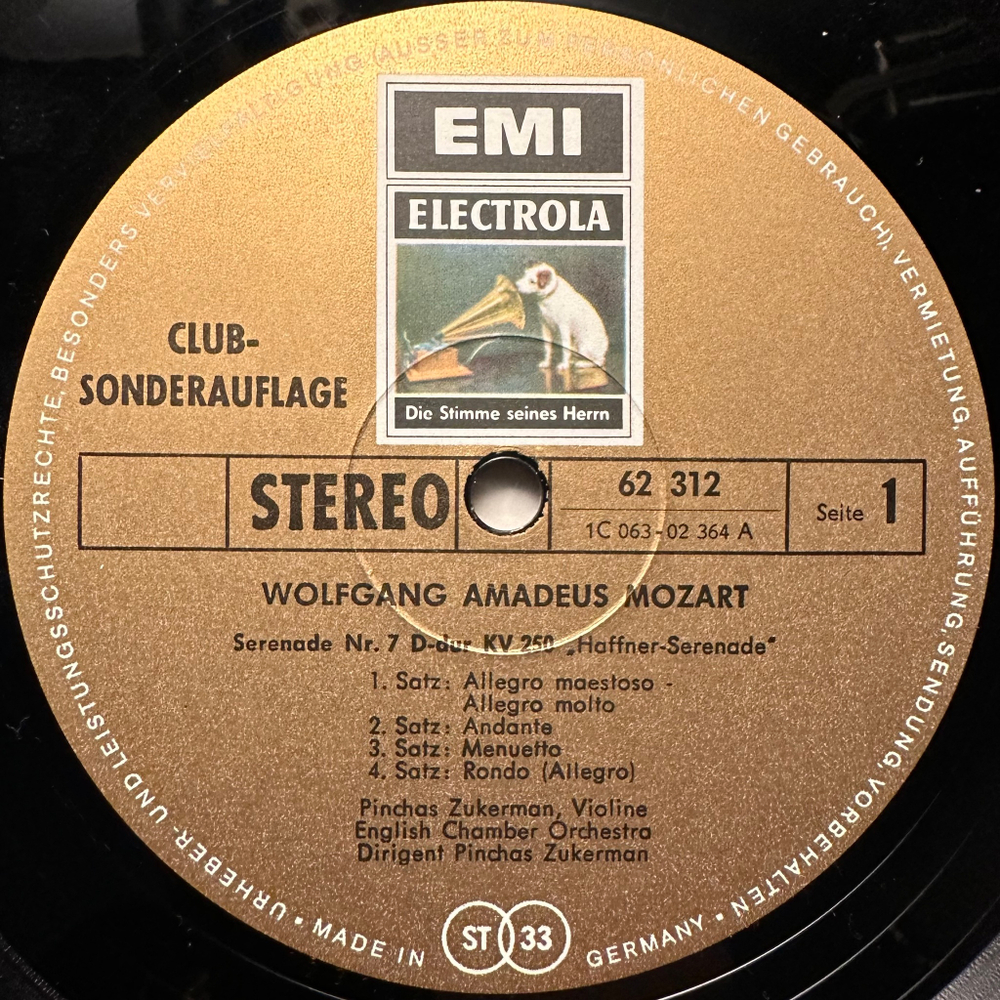 EMI
ELECTROLA
Die Stimme seines Herrn
CLUB-
SONDERAUFLAGE
STEREO
62 312
1C 063-02 364 A
Seite 1
WOLFGANG AMADEUS MOZART
Serenade Nr. 7 D-dur KV 250 „Haffner-Serenade“
1. Satz: Allegro maestoso -
Allegro molto
2. Satz: Andante
3. Satz: Menuetto
4. Satz: Rondo (Allegro)
Pinchas Zukerman, Violine
English Chamber Orchestra
Dirigent Pinchas Zukerman
URHEBER- UND LEISTUNGSSCHUTZRECHTE, BESONDERS VERVIELFÄLTIGUNG (AUSSER ZUM PERSÖNLICHEN GEBRAUCH), VERMIETUNG, AUFFÜHRUNG, SENDUNG, VORBEHALTEN
MADE IN GERMANY
ST 33